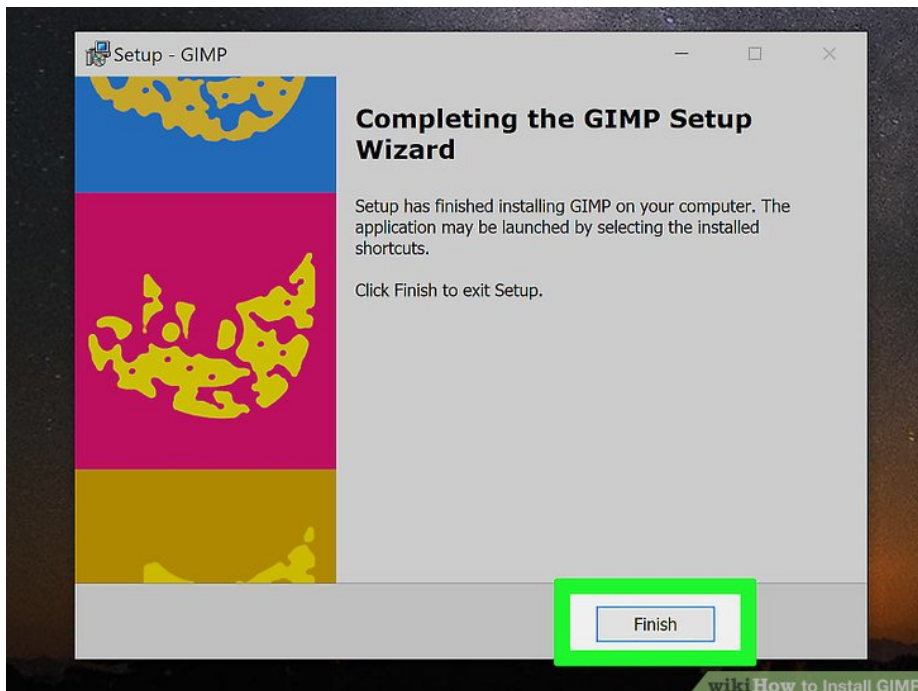 Setup - GIMP
Completing the GIMP Setup
Wizard
Setup has finished installing GIMP on your computer. The
application may be launched by selecting the installed
shortcuts.
Click Finish to exit Setup.
Finish
wikiHow to Install GIMP